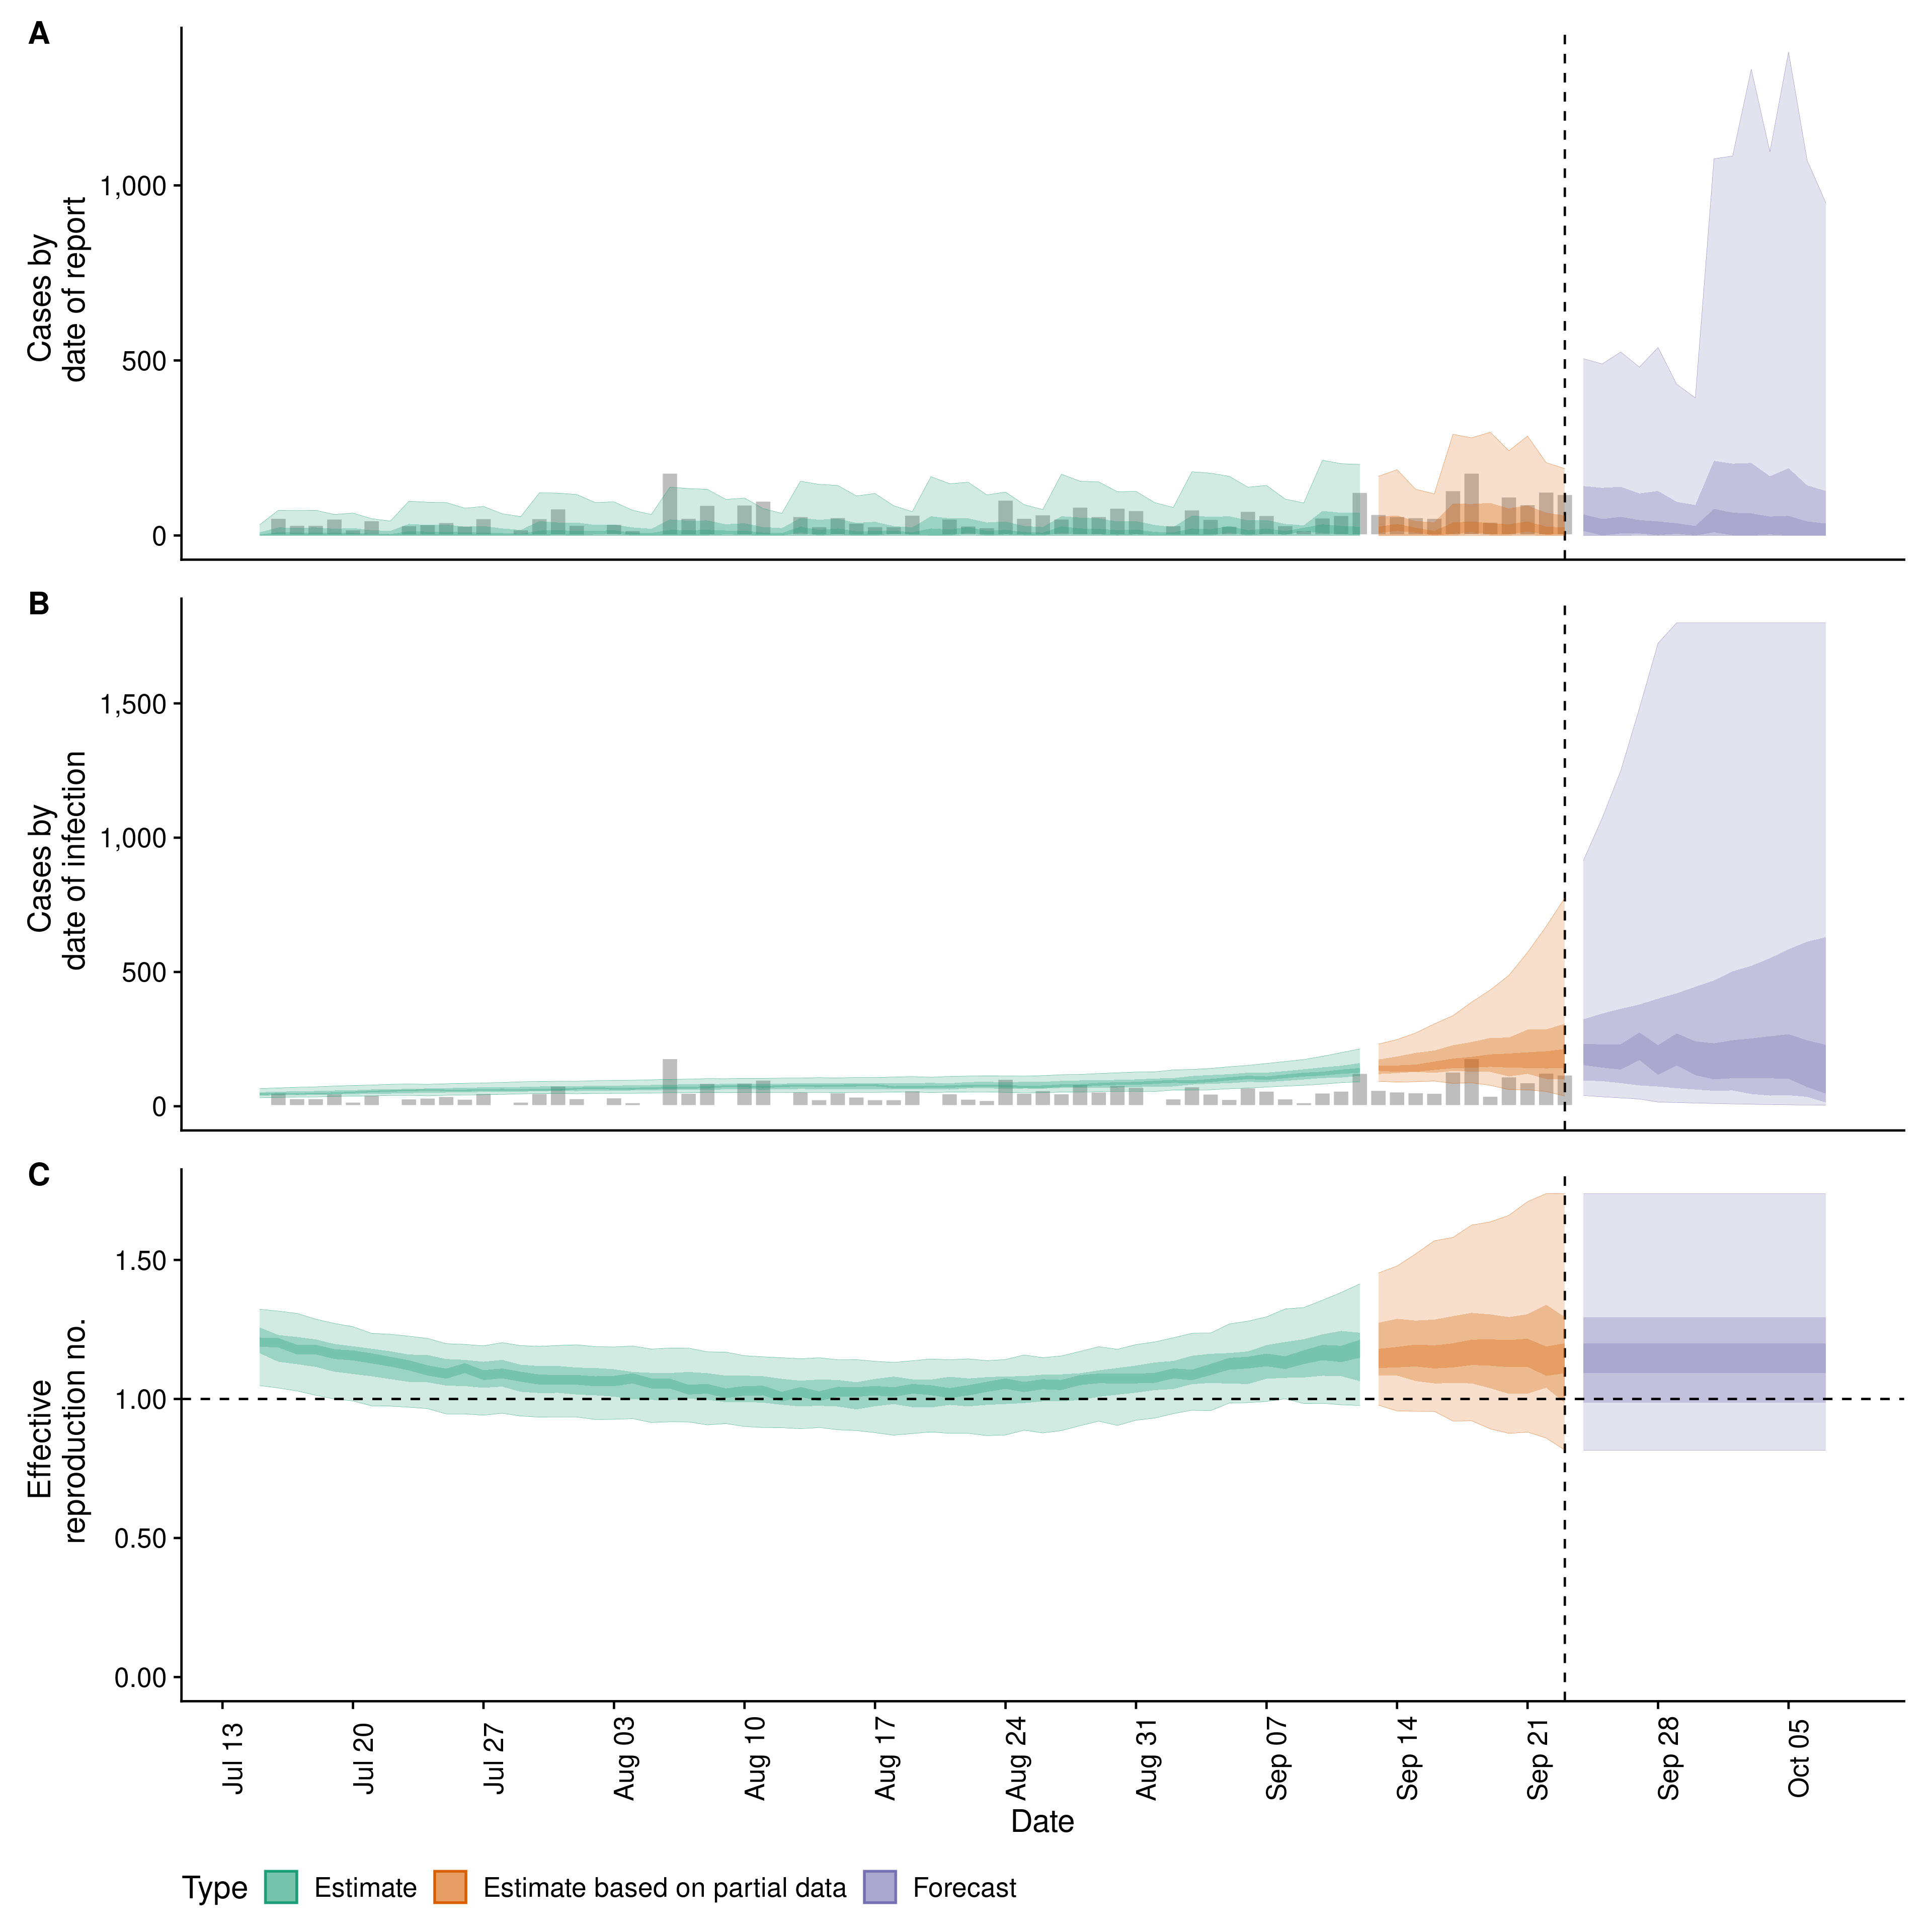 A
Cases by
date of report
1,000
500
0
B
Cases by
date of infection
1,500
1,000
500
0
C
Effective
reproduction no.
1.50
1.00
0.50
0.00
Jul 13
Jul 20
Jul 27
Aug 03
Aug 10
Aug 17
Aug 24
Aug 31
Sep 07
Sep 14
Sep 21
Sep 28
Oct 05
Date
Type Estimate Estimate based on partial data Forecast